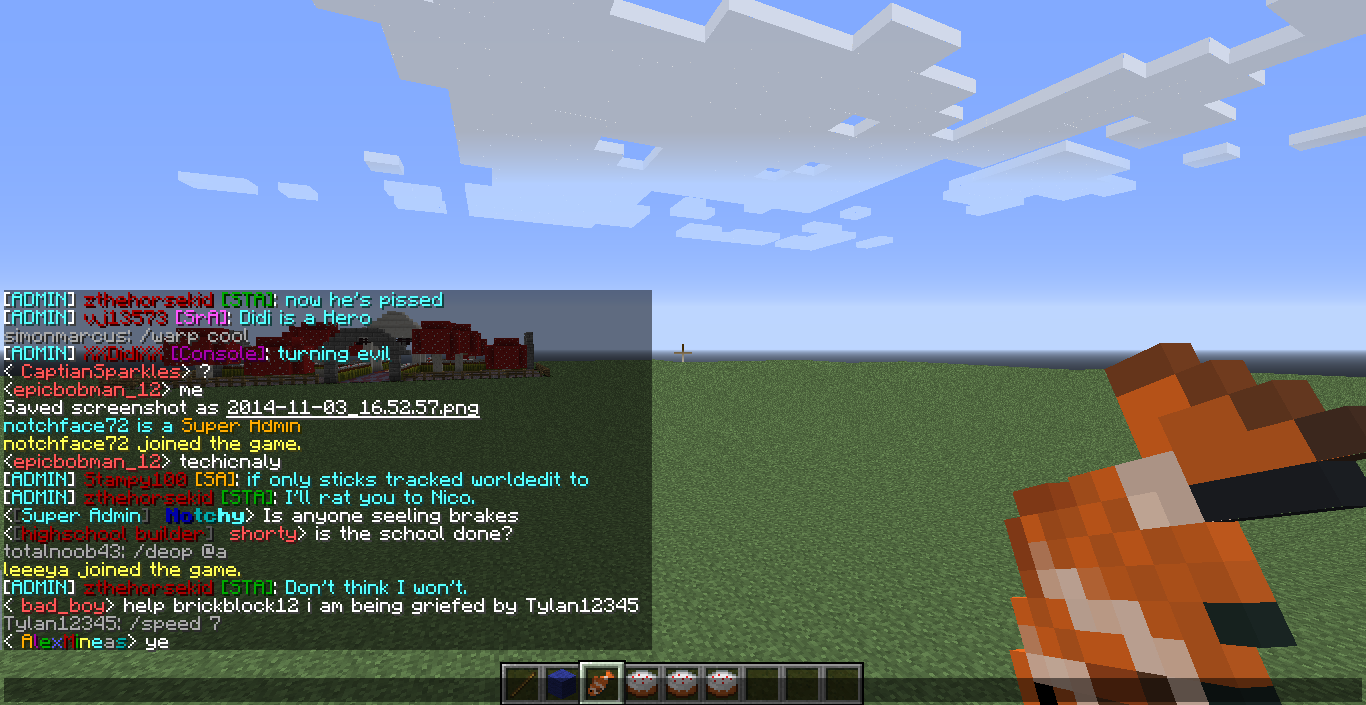 [ADMIN] zthehorsekid [STA]: now he's pissed
[ADMIN] vj13573 [SrA]: Didi is a Hero
simonmarcus: /warp cool
[ADMIN] XxDidixX [Console]: turning evil
< CaptianSparkles> ?
<epicbobman_12> me
Saved screenshot as 2014-11-03_16.52.57.png
notchface72 is a Super Admin
notchface72 joined the game.
<epicbobman_12> techicnaly
[ADMIN] Stampy100 [SA]: if only sticks tracked worldedit to
[ADMIN] zthehorsekid [STA]: I'll rat you to Nico.
<[Super Admin] Notchy> Is anyone seeling brakes
<[highschool builder] shorty> is the school done?
totalnoob43: /deop @a
leeeya joined the game.
[ADMIN] zthehorsekid [STA]: Don't think I won't.
< bad_boy> help brickblock12 i am being griefed by Tylan12345
Tylan12345: /speed 7
< AlexMineas> ye